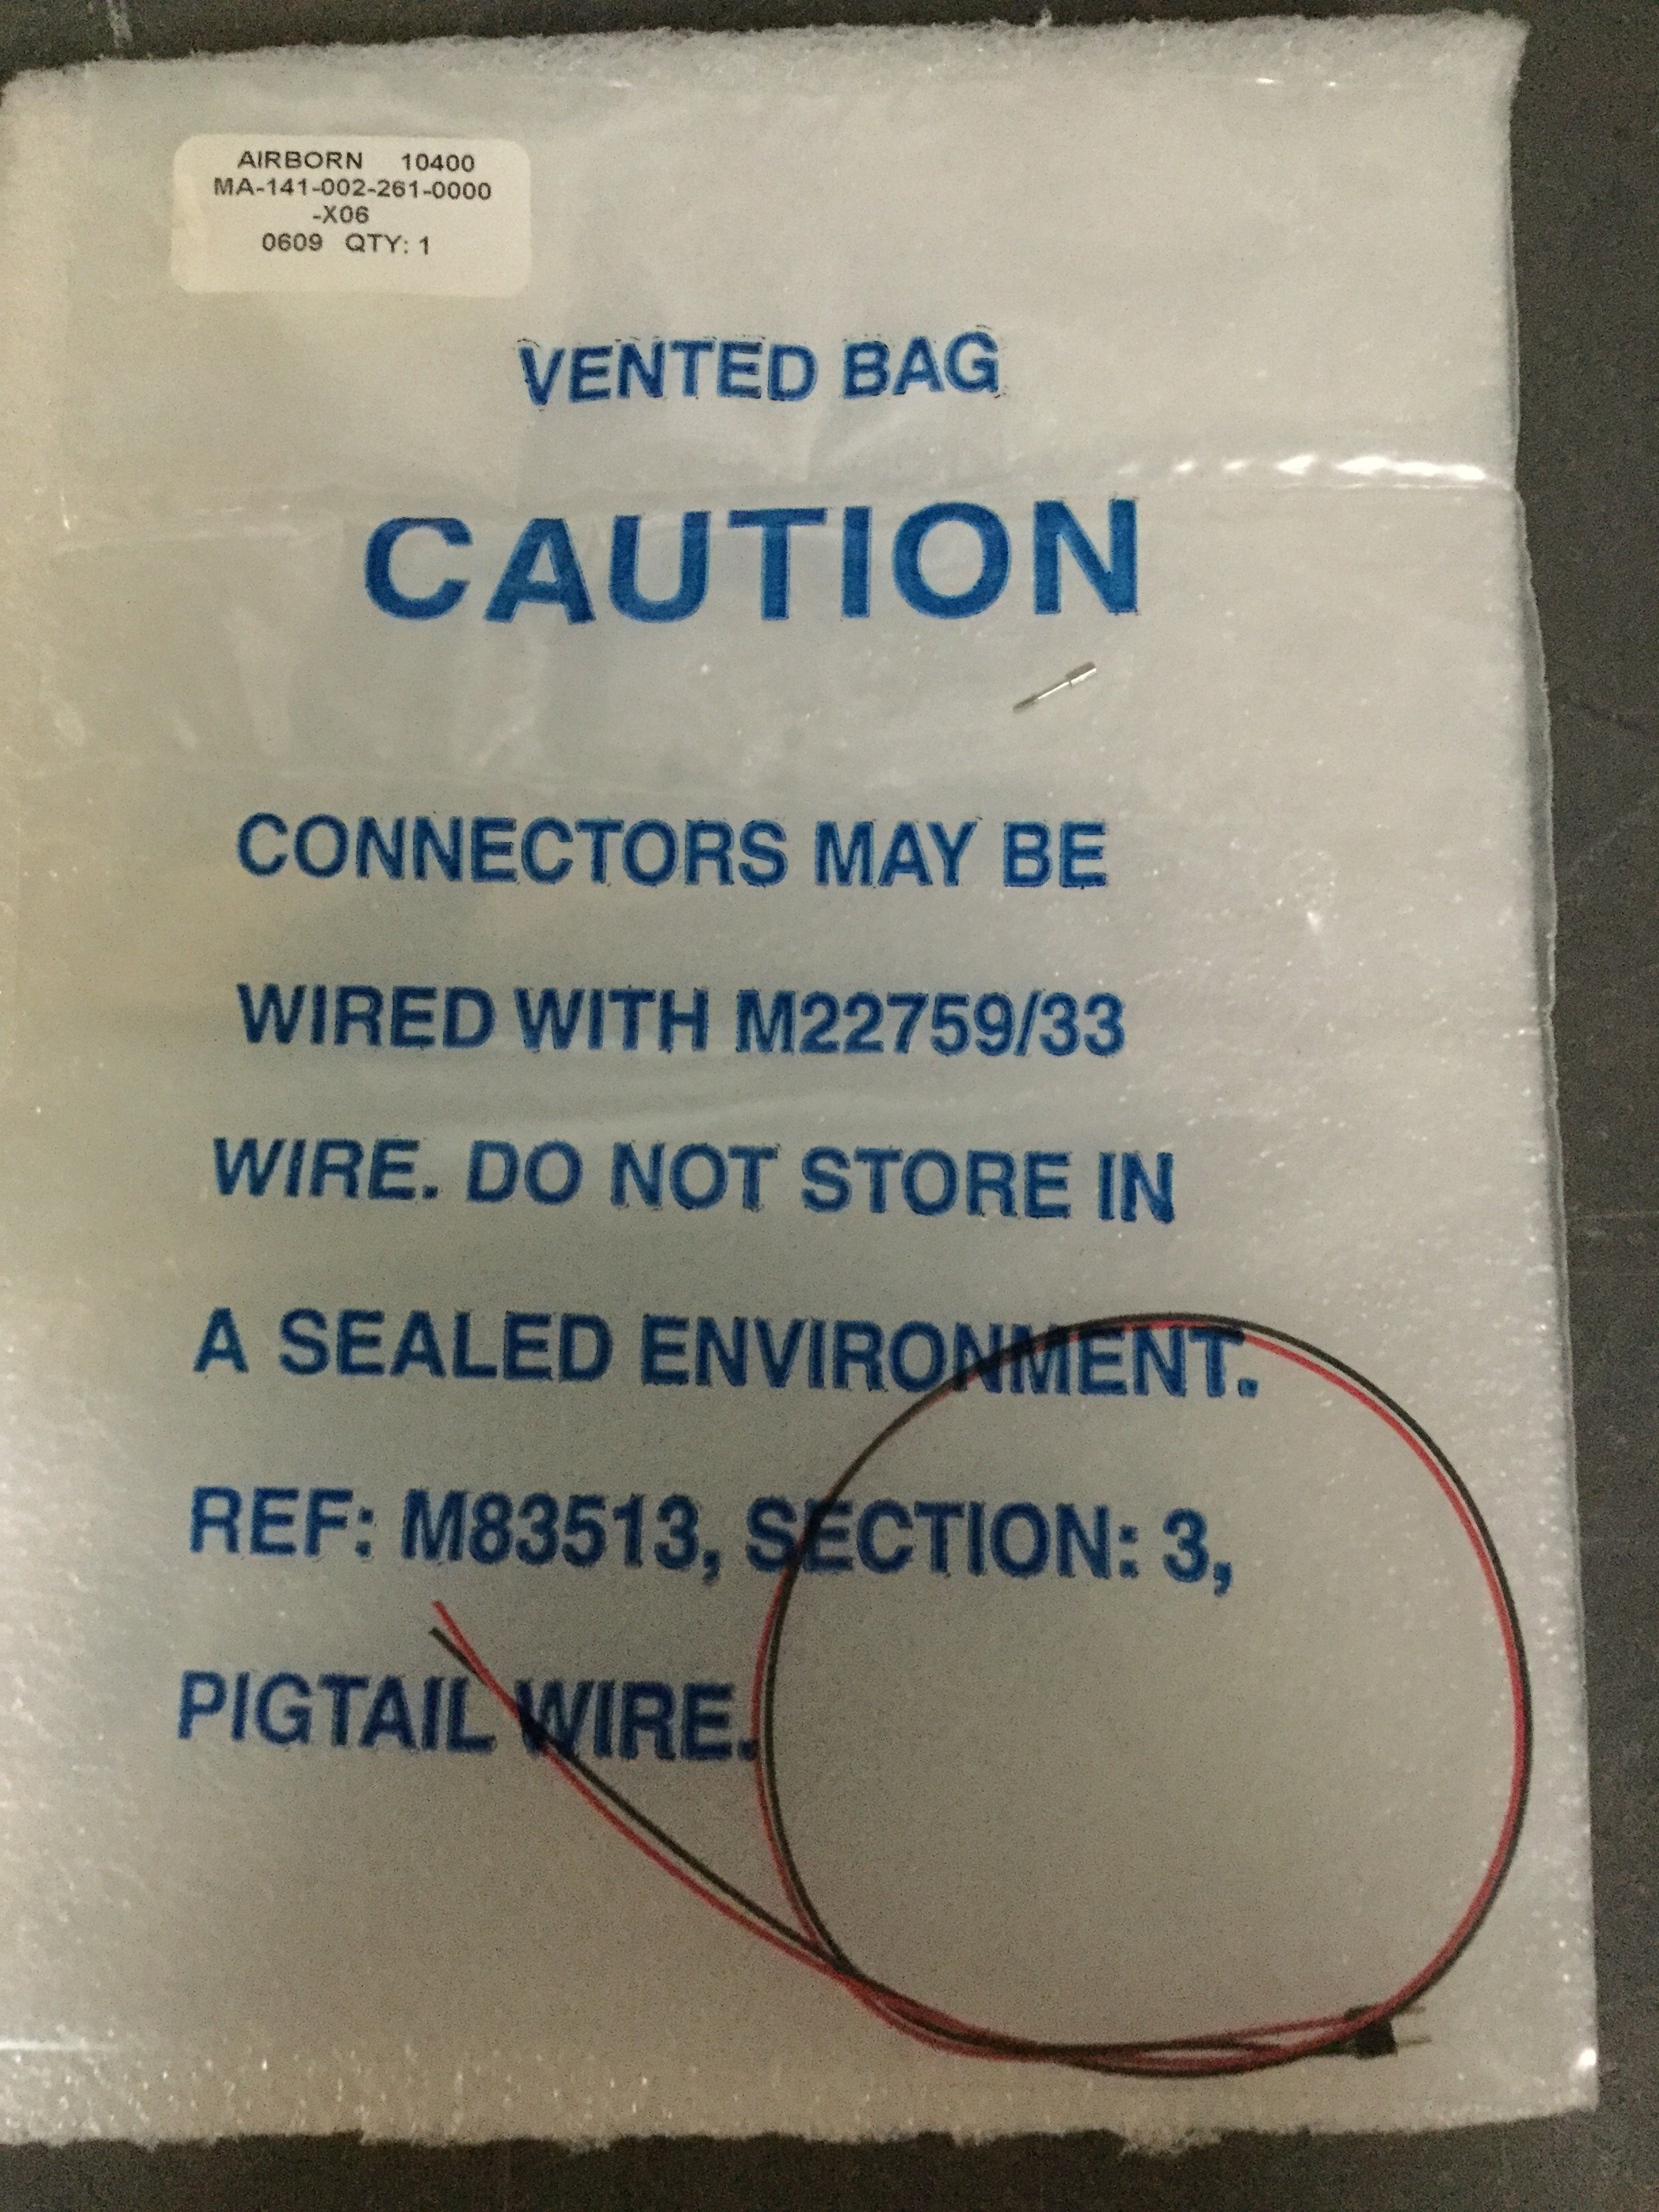 AIRBORN 10400
MA-141-002-261-0000
-X06
0609 QTY: 1
VENTED BAG
CAUTION
CONNECTORS MAY BE
WIRED WITH M22759/33
WIRE. DO NOT STORE IN
A SEALED ENVIRONMENT.
REF: M83513, SECTION: 3,
PIGTAIL WIRE.